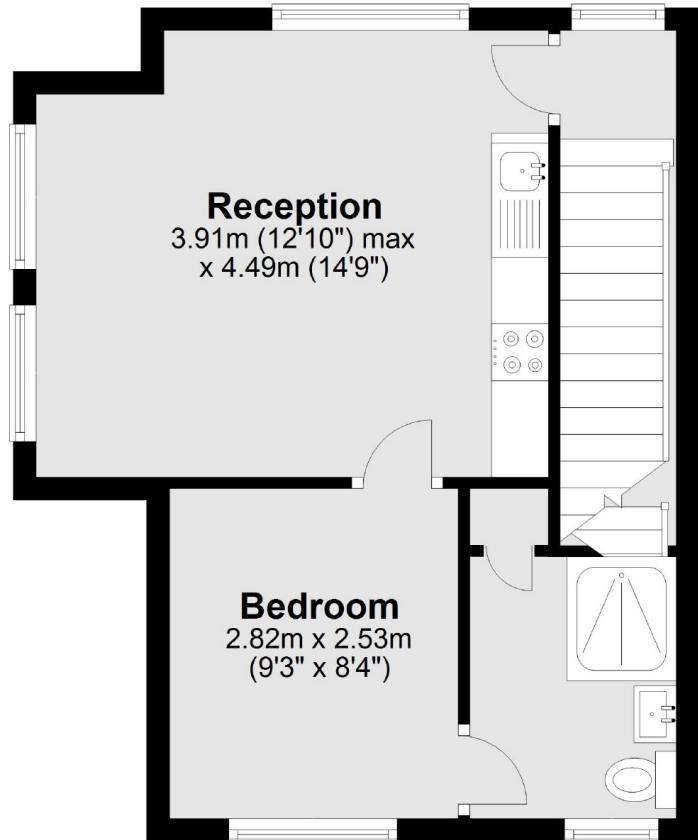 Reception
3.91m (12'10") max
x 4.49m (14'9")
Bedroom
2.82m x 2.53m
(9'3" x 8'4")